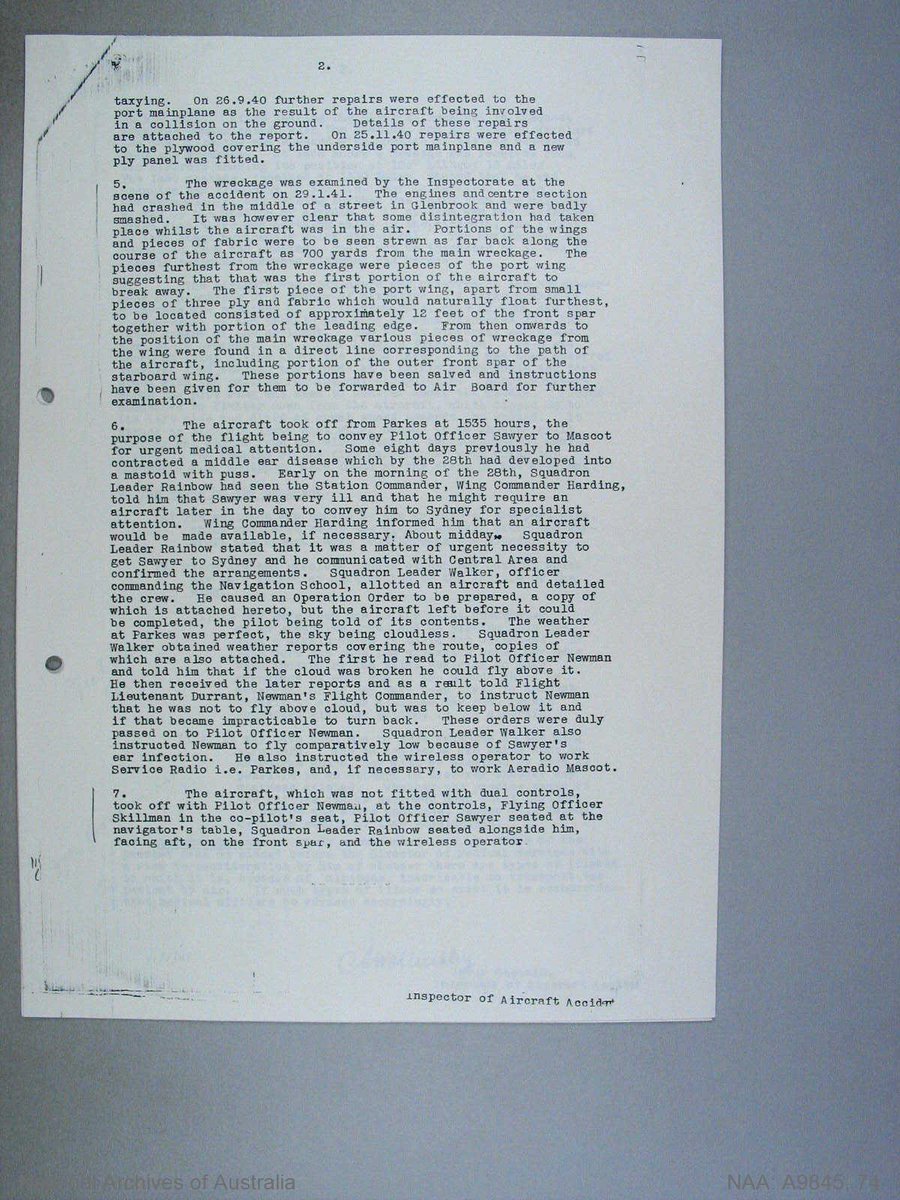 2.
taxying. On 26.9.40 further repairs were effected to the
port mainplane as the result of the aircraft being involved
in a collision on the ground. Details of these repairs
are attached to the report. On 25.11.40 repairs were effected
to the plywood covering the underside port mainplane and a new
ply panel was fitted.
5. The wreckage was examined by the Inspectorate at the
scene of the accident on 29.1.41. The engines and centre section
had crashed in the middle of a street in Glenbrook and were badly
smashed. It was however clear that some disintegration had taken
place whilst the aircraft was in the air. Portions of the wings
and pieces of fabric were to be seen strewn as far back along the
course of the aircraft as 700 yards from the main wreckage. The
pieces furthest from the wreckage were pieces of the port wing
suggesting that that was the first portion of the aircraft to
break away. The first piece of the port wing, apart from small
pieces of three ply and fabric which would naturally float furthest,
to be located consisted of approximately 12 feet of the front spar
together with portion of the leading edge. From then onwards to
the position of the main wreckage various pieces of wreckage from
the wing were found in a direct line corresponding to the path of
the aircraft, including portion of the outer front spar of the
starboard wing. These portions have been salved and instructions
have been given for them to be forwarded to Air Board for further
examination.
6. The aircraft took off from Parkes at 1535 hours, the
purpose of the flight being to convey Pilot Officer Sawyer to Mascot
for urgent medical attention. Some eight days previously he had
contracted a middle ear disease which by the 28th had developed into
a mastoid with puss. Early on the morning of the 28th, Squadron
Leader Rainbow had seen the Station Commander, Wing Commander Harding,
told him that Sawyer was very ill and that he might require an
aircraft later in the day to convey him to Sydney for specialist
attention. Wing Commander Harding informed him that an aircraft
would be made available, if necessary. About midday Squadron
Leader Rainbow stated that it was a matter of urgent necessity to
get Sawyer to Sydney and he communicated with Central Area and
confirmed the arrangements. Squadron Leader Walker, officer
commanding the Navigation School, allotted an aircraft and detailed
the crew. He caused an Operation Order to be prepared, a copy of
which is attached hereto, but the aircraft left before it could
be completed, the pilot being told of its contents. The weather
at Parkes was perfect, the sky being cloudless. Squadron Leader
Walker obtained weather reports covering the route, copies of
which are also attached. The first he read to Pilot Officer Newman
and told him that if the cloud was broken he could fly above it.
He then received the later reports and as a reult told Flight
Lieutenant Durrant, Newman's Flight Commander, to instruct Newman
that he was not to fly above cloud, but was to keep below it and
if that became impracticable to turn back. These orders were duly
passed on to Pilot Officer Newman. Squadron Leader Walker also
instructed Newman to fly comparatively low because of Sawyer's
ear infection. He also instructed the wireless operator to work
Service Radio i.e. Parkes, and, if necessary, to work Aeradio Mascot.
7. The aircraft, which was not fitted with dual controls,
took off with Pilot Officer Newman, at the controls, Flying Officer
Skillman in the co-pilot's seat, Pilot Officer Sawyer seated at the
navigator's table, Squadron Leader Rainbow seated alongside him,
facing aft, on the front spar, and the wireless operator
Inspector of Aircraft Accident
National Archives of Australia
NAA A9845 74